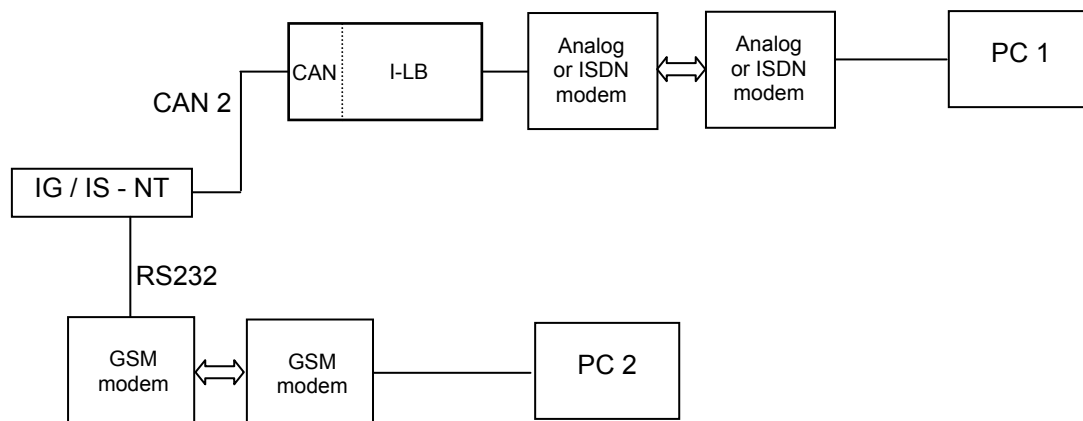 CAN
I-LB
Analog
or ISDN
modem
Analog
or ISDN
modem
PC 1
CAN 2
IG / IS - NT
RS232
GSM
modem
GSM
modem
PC 2